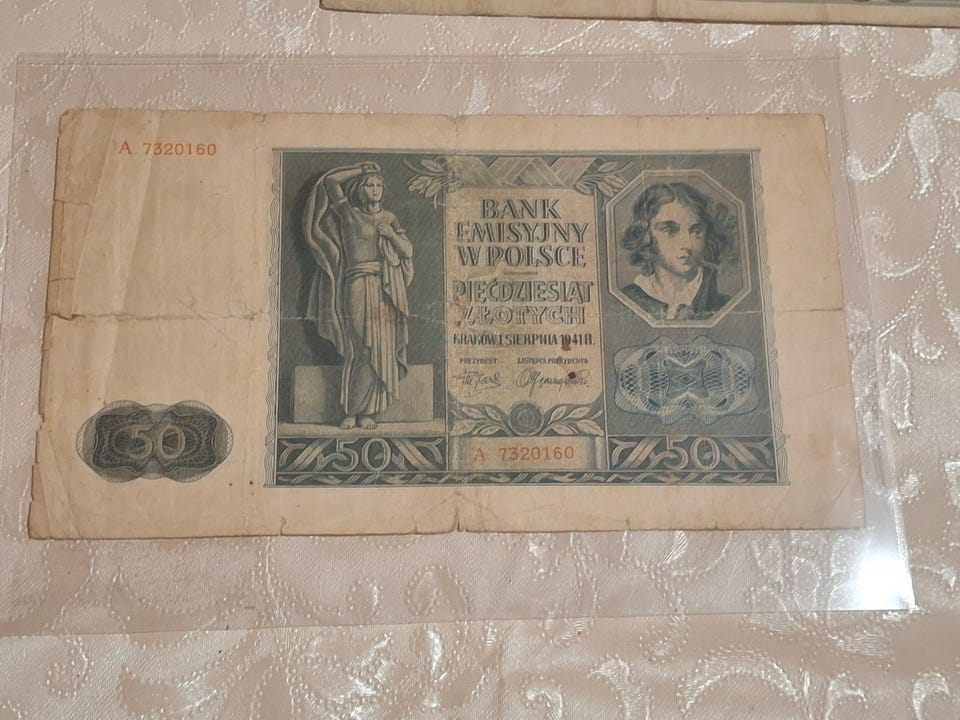 A 7320160
BANK
EMISYJNY
W POLSCE
PIĘĆDZIESIĄT
ZŁOTYCH
KRAKÓW 1 SIERPNIA 1941 R.
PREZYDENT ZASTĘPCA PREZYDENTA
50
50
A 7320160
50